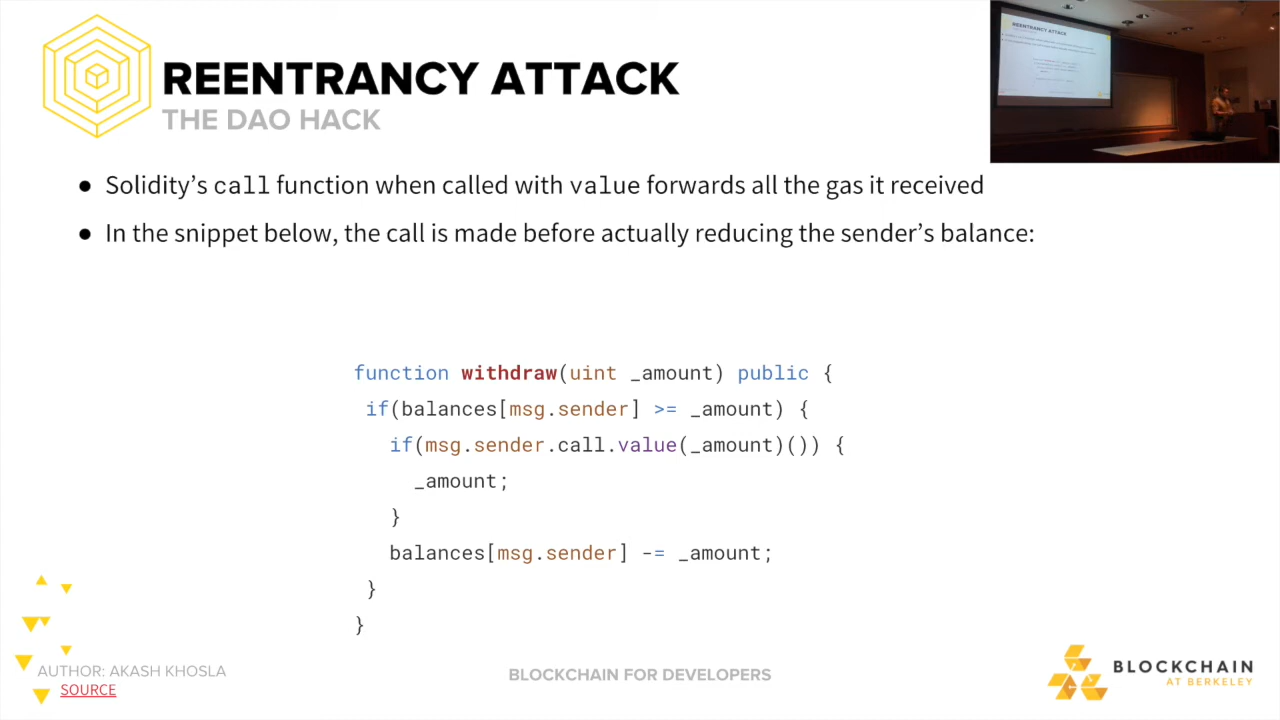 REENTRANCY ATTACK
THE DAO HACK
REENTRANCY ATTACK
● Solidity’s call function when called with value forwards all the gas it received
● In the snippet below, the call is made before actually reducing the sender’s balance:
function withdraw(uint _amount) public {
if(balances[msg.sender] >= _amount) {
if(msg.sender.call.value(_amount)()) {
_amount;
}
balances[msg.sender] -= _amount;
}
}
AUTHOR: AKASH KHOSLA
SOURCE
BLOCKCHAIN FOR DEVELOPERS
BLOCKCHAIN
AT BERKELEY